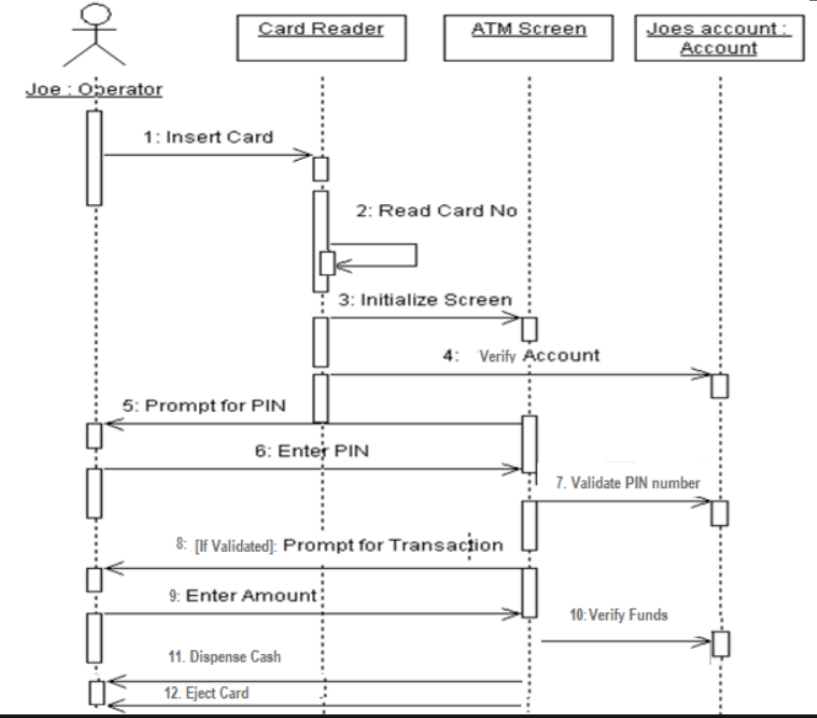 Card Reader
ATM Screen
Joes account :
Account
Joe : Operator
1: Insert Card
2: Read Card No
3: Initialize Screen
4: Verify Account
5: Prompt for PIN
6: Enter PIN
7. Validate PIN number
8: [If Validated]: Prompt for Transaction
9: Enter Amount
10: Verify Funds
11. Dispense Cash
12. Eject Card